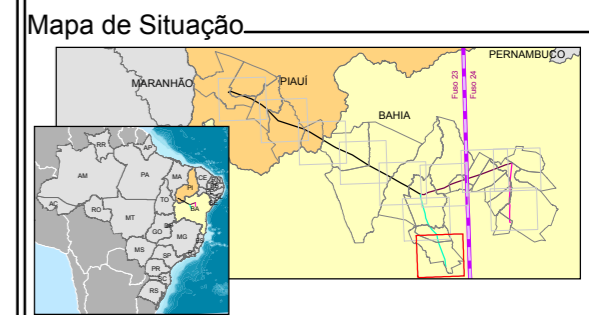 Mapa de Situação
PERNAMBUCO
MARANHÃO
PIAUÍ
Fuso 23
Fuso 24
BAHIA
RR
AP
AM
PA
MA
CE
PI
AC
RO
TO
BA
MT
GO
MG
MS
ES
SP
PR
SC
RS